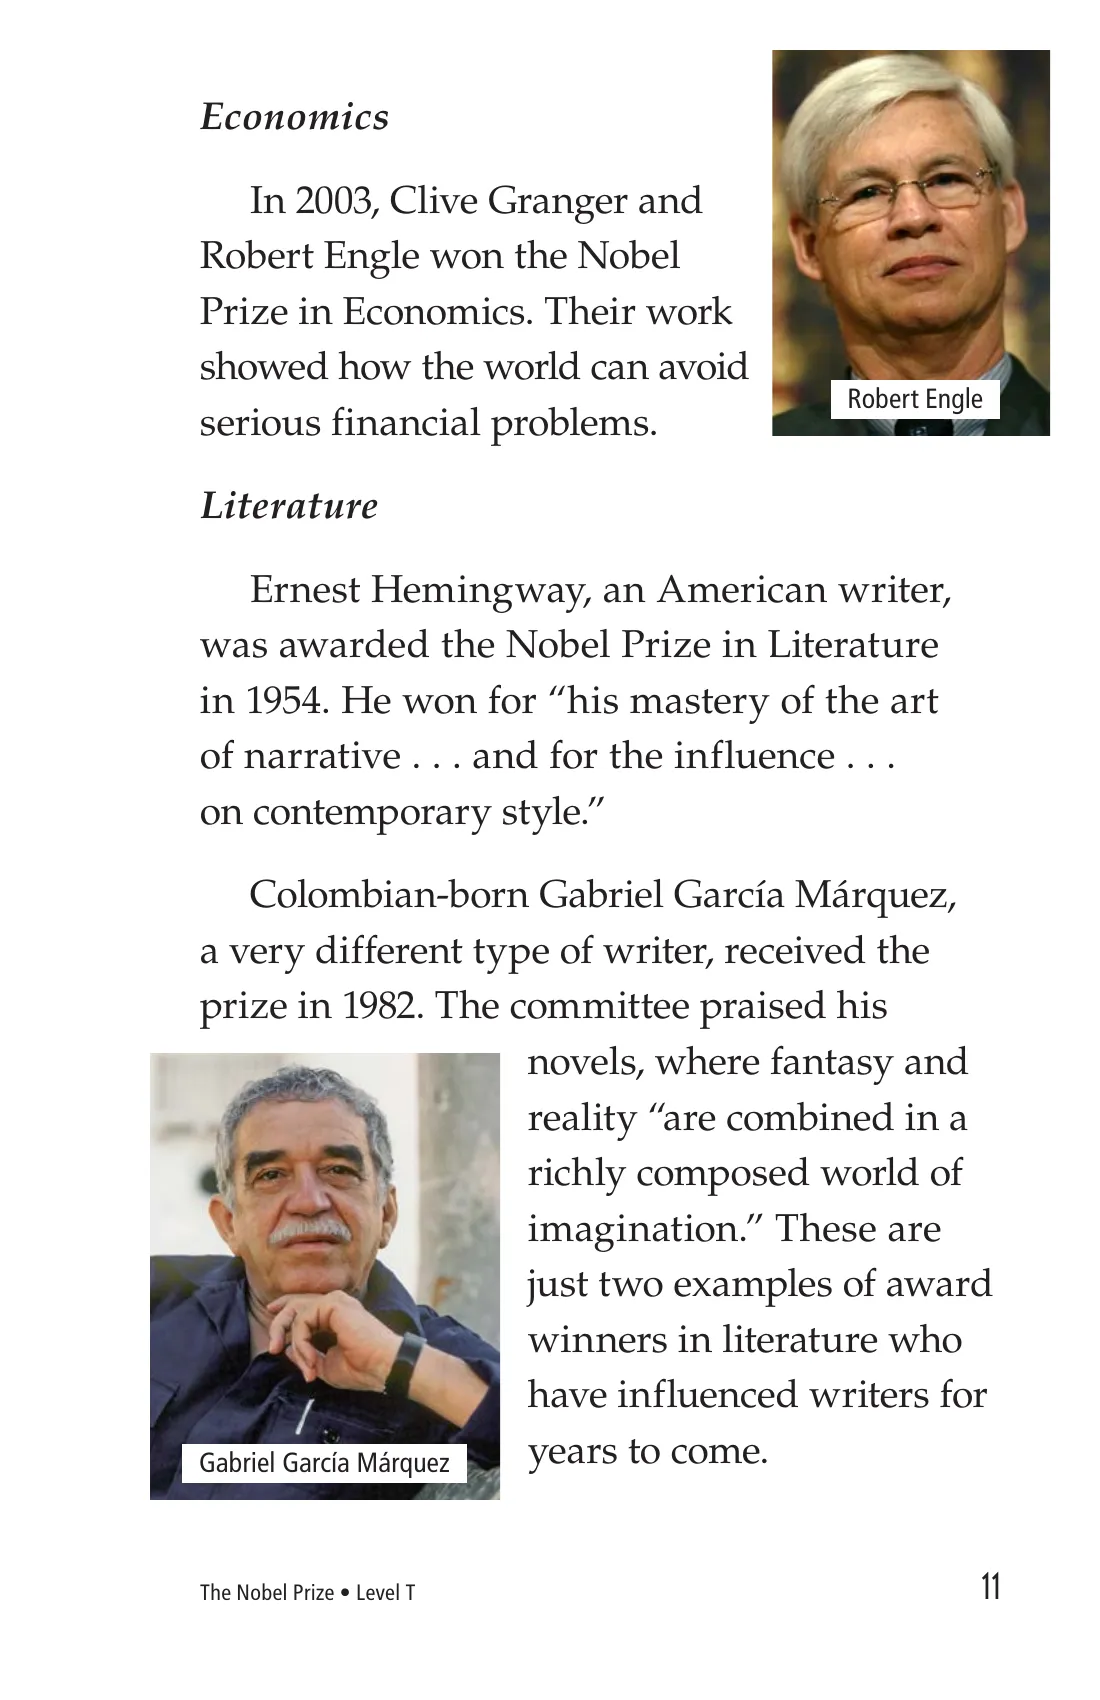 Economics
In 2003, Clive Granger and
Robert Engle won the Nobel
Prize in Economics. Their work
showed how the world can avoid
serious financial problems.
Robert Engle
Literature
Ernest Hemingway, an American writer,
was awarded the Nobel Prize in Literature
in 1954. He won for “his mastery of the art
of narrative . . . and for the influence . . .
on contemporary style.”
Colombian-born Gabriel García Márquez,
a very different type of writer, received the
prize in 1982. The committee praised his
novels, where fantasy and
reality “are combined in a
richly composed world of
imagination.” These are
just two examples of award
winners in literature who
have influenced writers for
years to come.
Gabriel García Márquez
The Nobel Prize • Level T
11